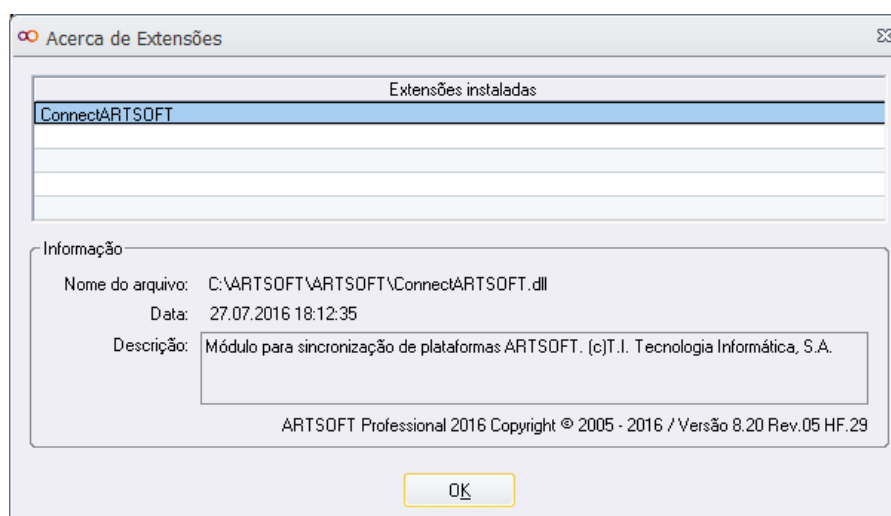 Acerca de Extensões
Extensões instaladas
ConnectARTSOFT
Informação
Nome do arquivo: C:\ARTSOFT\ARTSOFT\ConnectARTSOFT.dll
Data: 27.07.2016 18:12:35
Descrição: Módulo para sincronização de plataformas ARTSOFT. (c)T.I. Tecnologia Informática, S.A.
ARTSOFT Professional 2016 Copyright © 2005 - 2016 / Versão 8.20 Rev.05 HF.29
OK